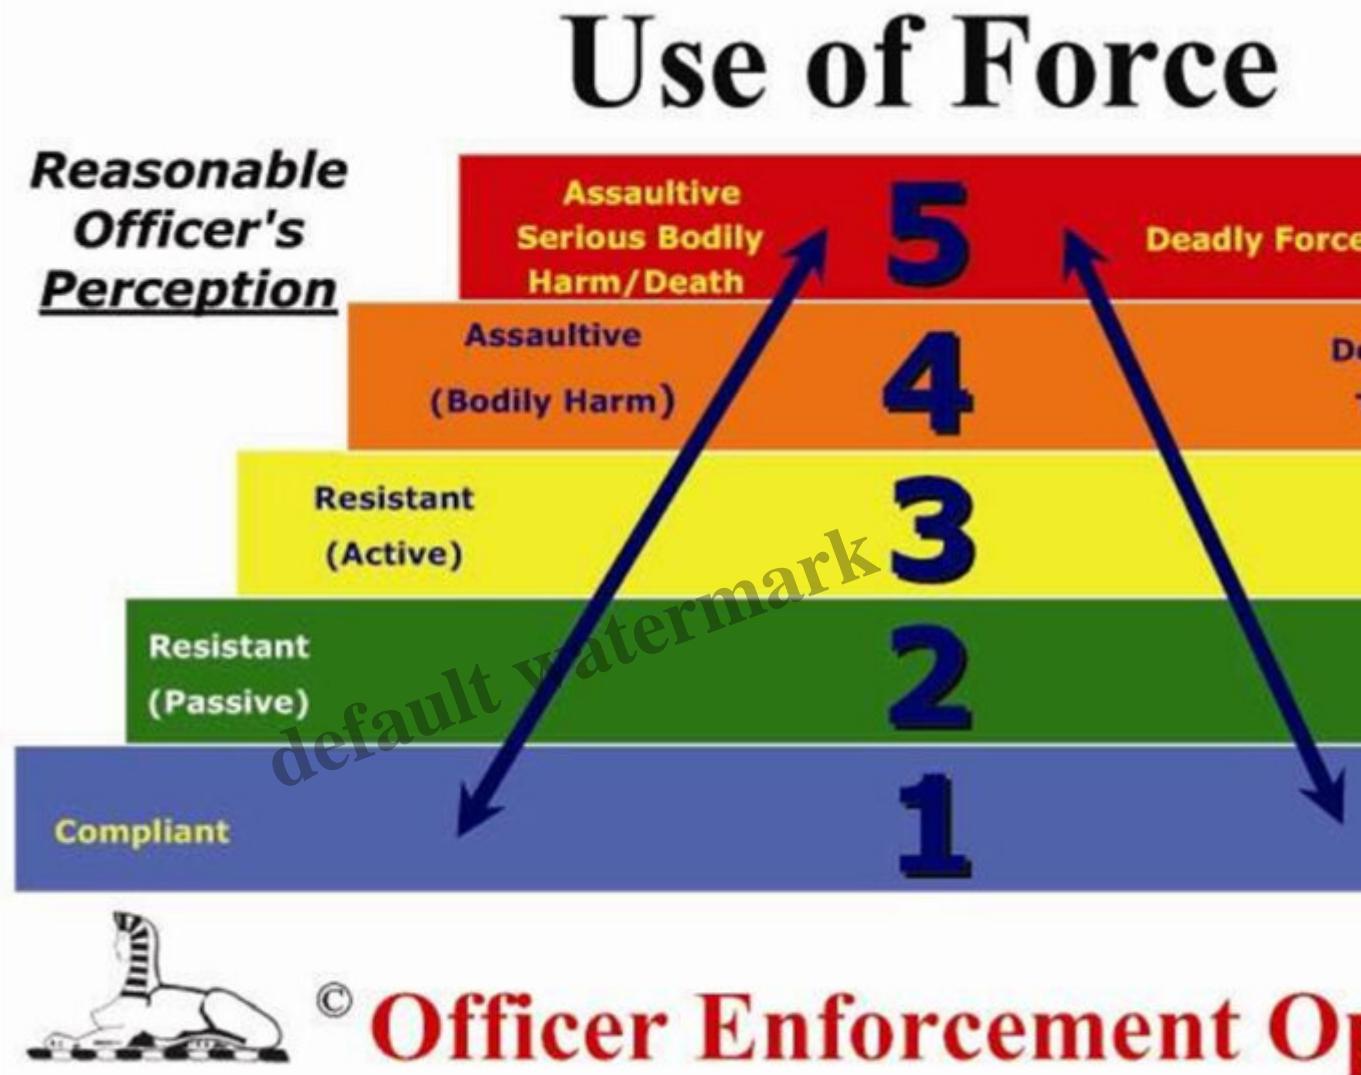 Use of Force
Reasonable
Officer's
Perception
Assaultive
Serious Bodily
Harm/Death
5
Deadly Force
Assaultive
(Bodily Harm)
4
Resistant
(Active)
3
Resistant
(Passive)
2
Compliant
1
default watermark
© Officer Enforcement